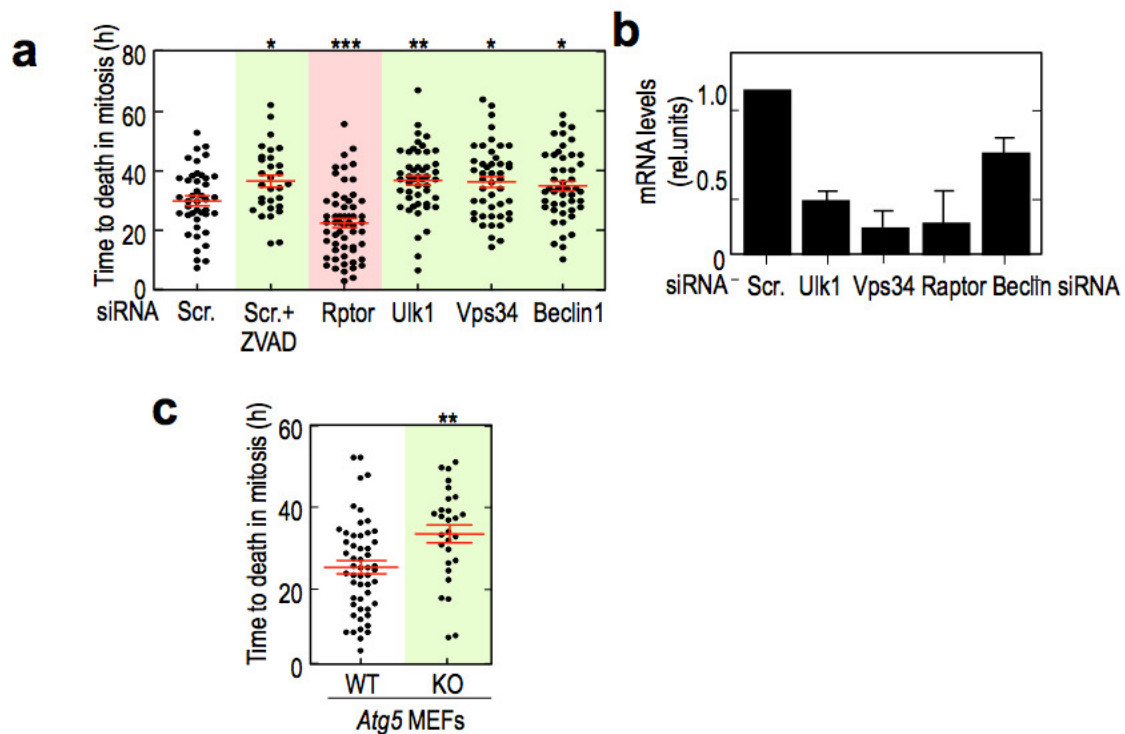 a
Time to death in mitosis (h)
80
60
40
20
0
* *** ** * *
siRNA Scr. Scr.+ Rptor Ulk1 Vps34 Beclin1
ZVAD
b
mRNA levels
(rel.units)
1.0
0.5
0
siRNA Scr. Ulk1 Vps34 Raptor Beclin siRNA
c
Time to death in mitosis (h)
60
40
20
0
**
WT KO
Atg5 MEFs